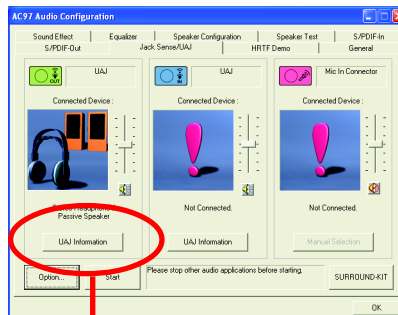 AC97 Audio Configuration
Sound Effect Equalizer Speaker Configuration Speaker Test S/PDIF-In
S/PDIF-Out Jack Sense/UAJ HRTF Demo General
OUT UAJ
IN UAJ
Mic In Connector
Connected Device :
Connected Device :
Connected Device :
Passive Speaker
Not Connected.
Not Connected.
UAJ Information
UAJ Information
Manual Selection
Option... Start Please stop other audio applications before starting. SURROUND-KIT
OK